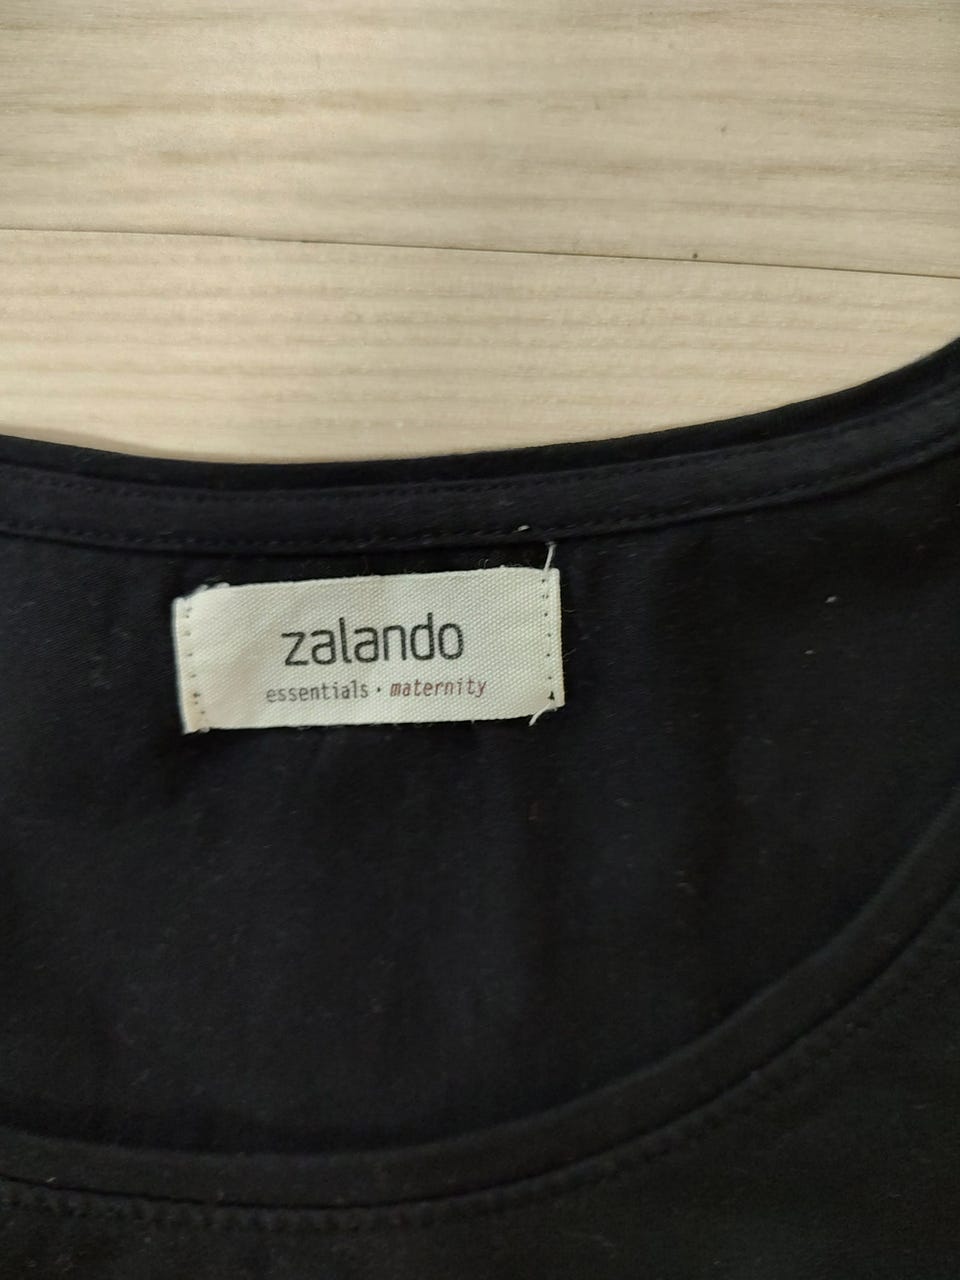 zalando
essentials · maternity